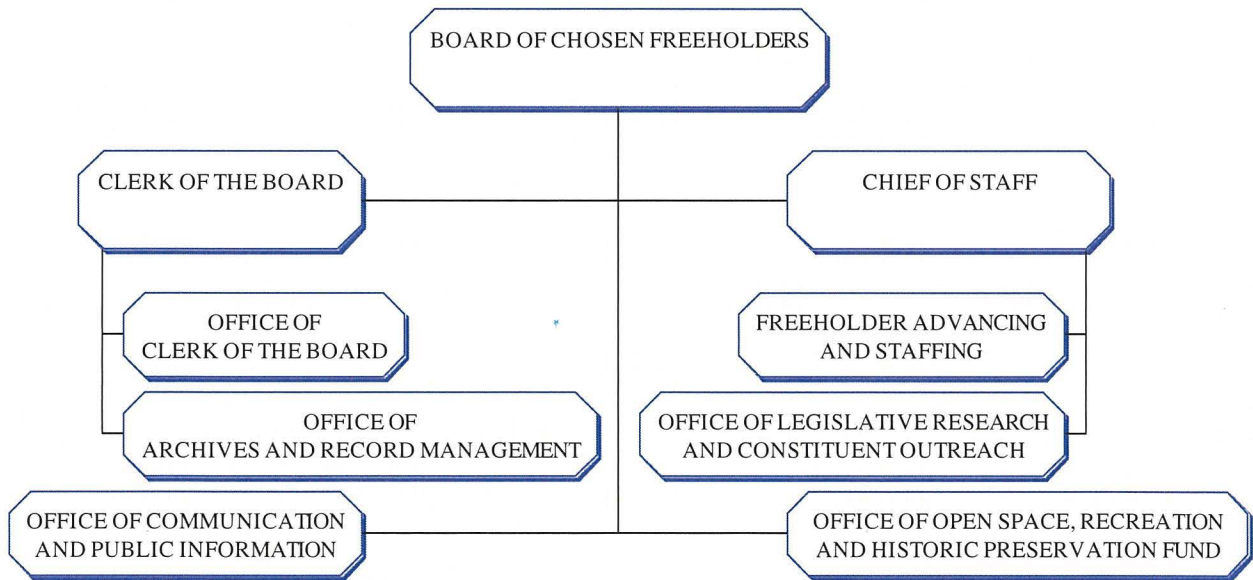 BOARD OF CHOSEN FREEHOLDERS
CLERK OF THE BOARD
CHIEF OF STAFF
OFFICE OF
CLERK OF THE BOARD
FREEHOLDER ADVANCING
AND STAFFING
OFFICE OF
ARCHIVES AND RECORD MANAGEMENT
OFFICE OF LEGISLATIVE RESEARCH
AND CONSTITUENT OUTREACH
OFFICE OF COMMUNICATION
AND PUBLIC INFORMATION
OFFICE OF OPEN SPACE, RECREATION
AND HISTORIC PRESERVATION FUND